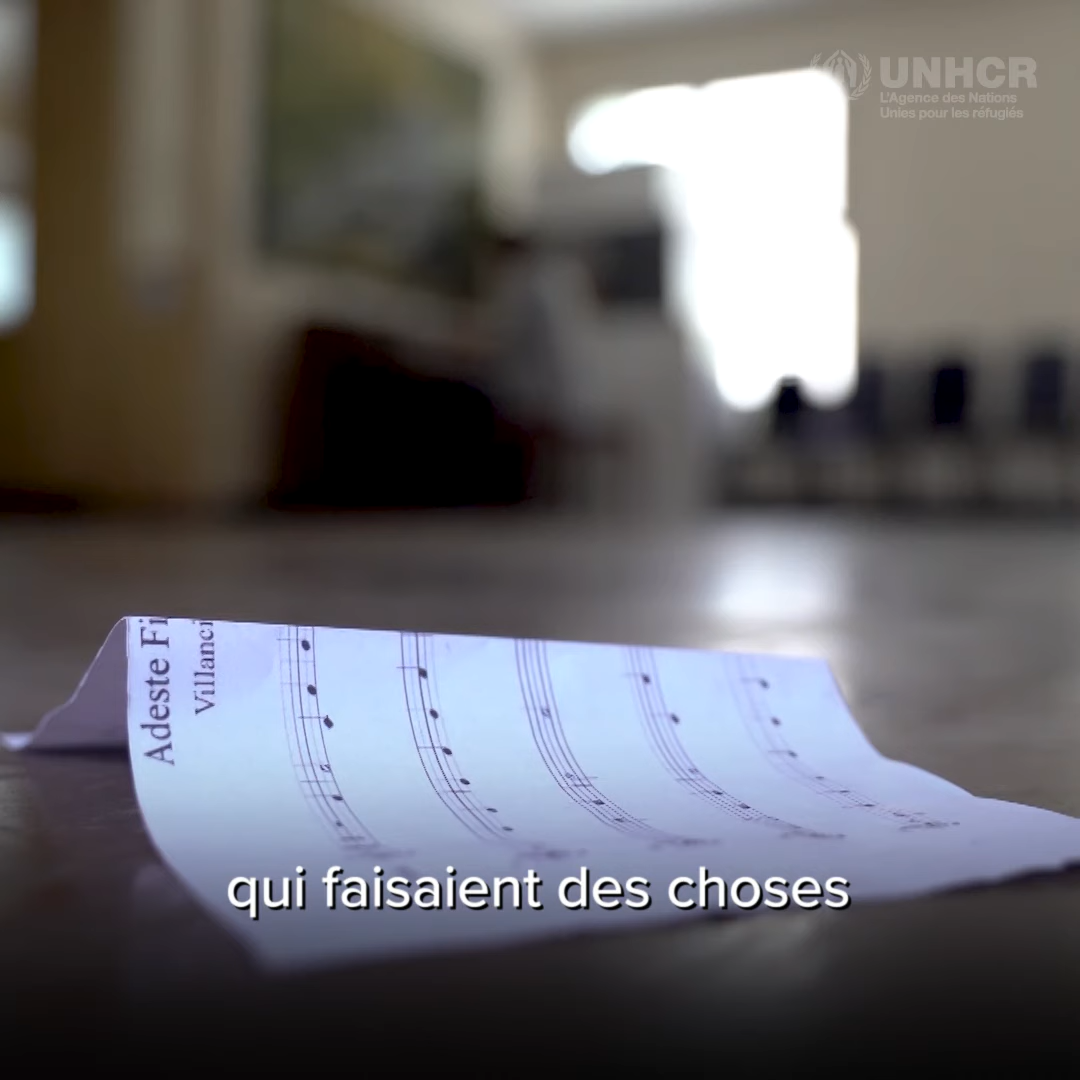 UNHCR
L'Agence des Nations
Unies pour les réfugiés
Adeste Fi
Villanci
qui faisaient des choses